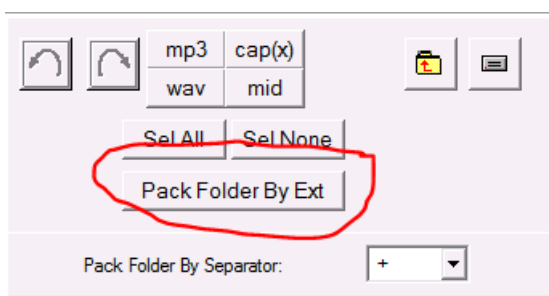 mp3 cap(x)
wav mid
Sel All Sel None
Pack Folder By Ext
Pack Folder By Separator: +